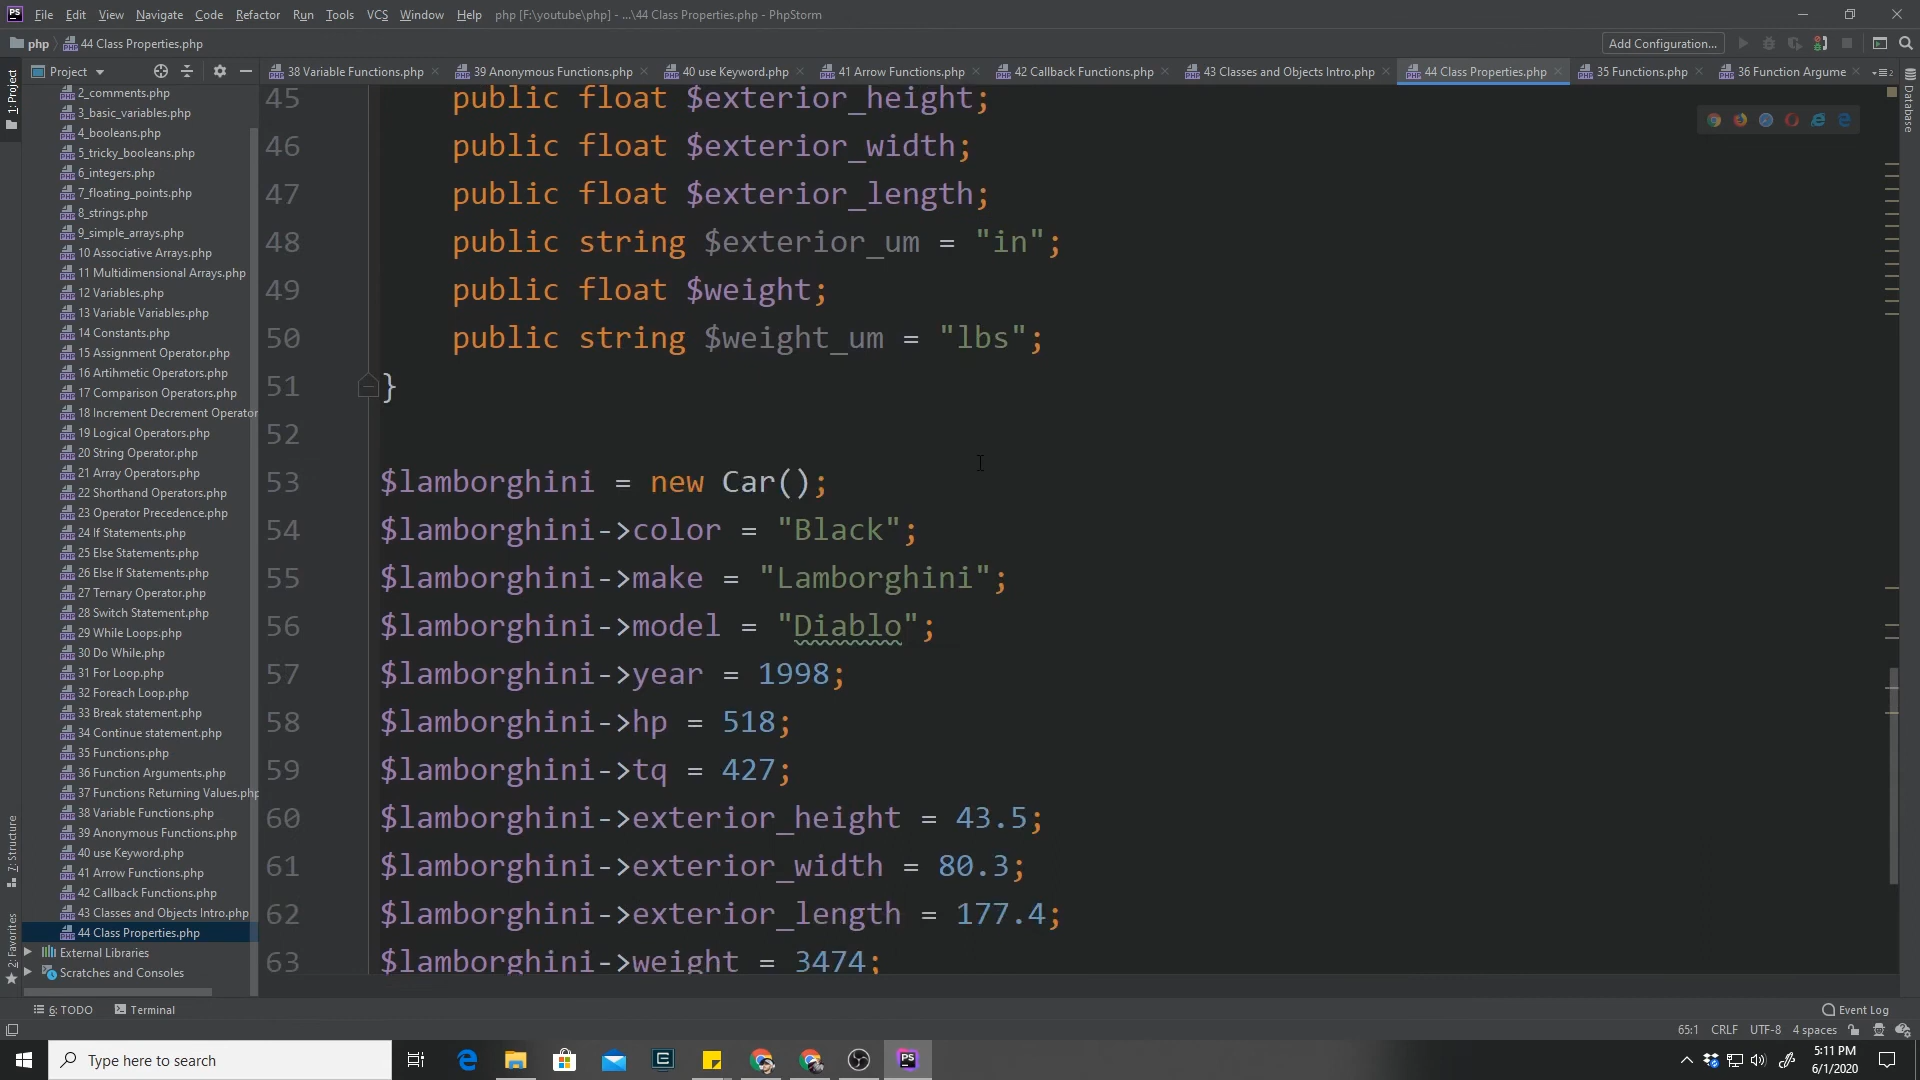 PS File Edit View Navigate Code Refactor Run Tools VCS Window Help php [F:\youtube\php] - ...\44 Class Properties.php - PhpStorm
php 44 Class Properties.php Add Configuration...
Project 38 Variable Functions.php 39 Anonymous Functions.php 40 use Keyword.php 41 Arrow Functions.php 42 Callback Functions.php 43 Classes and Objects Intro.php 44 Class Properties.php 35 Functions.php 36 Function Argume
1: Project
Database
2_comments.php
3_basic_variables.php
4_booleans.php
5_tricky_booleans.php
6_integers.php
7_floating_points.php
8_strings.php
9_simple_arrays.php
10 Associative Arrays.php
11 Multidimensional Arrays.php
12 Variables.php
13 Variable Variables.php
14 Constants.php
15 Assignment Operator.php
16 Artihmetic Operators.php
17 Comparison Operators.php
18 Increment Decrement Operator
19 Logical Operators.php
20 String Operator.php
21 Array Operators.php
22 Shorthand Operators.php
23 Operator Precedence.php
24 If Statements.php
25 Else Statements.php
26 Else If Statements.php
27 Ternary Operator.php
28 Switch Statement.php
29 While Loops.php
30 Do While.php
31 For Loop.php
32 Foreach Loop.php
33 Break statement.php
34 Continue statement.php
35 Functions.php
36 Function Arguments.php
37 Functions Returning Values.php
38 Variable Functions.php
39 Anonymous Functions.php
40 use Keyword.php
41 Arrow Functions.php
42 Callback Functions.php
43 Classes and Objects Intro.php
44 Class Properties.php
External Libraries
Scratches and Consoles
7: Structure
2: Favorites
45 public float $exterior_height;
46 public float $exterior_width;
47 public float $exterior_length;
48 public string $exterior_um = "in";
49 public float $weight;
50 public string $weight_um = "lbs";
51 }
52
53 $lamborghini = new Car();
54 $lamborghini->color = "Black";
55 $lamborghini->make = "Lamborghini";
56 $lamborghini->model = "Diablo";
57 $lamborghini->year = 1998;
58 $lamborghini->hp = 518;
59 $lamborghini->tq = 427;
60 $lamborghini->exterior_height = 43.5;
61 $lamborghini->exterior_width = 80.3;
62 $lamborghini->exterior_length = 177.4;
63 $lamborghini->weight = 3474;
6: TODO Terminal Event Log
65:1 CRLF UTF-8 4 spaces
Type here to search
5:11 PM
6/1/2020